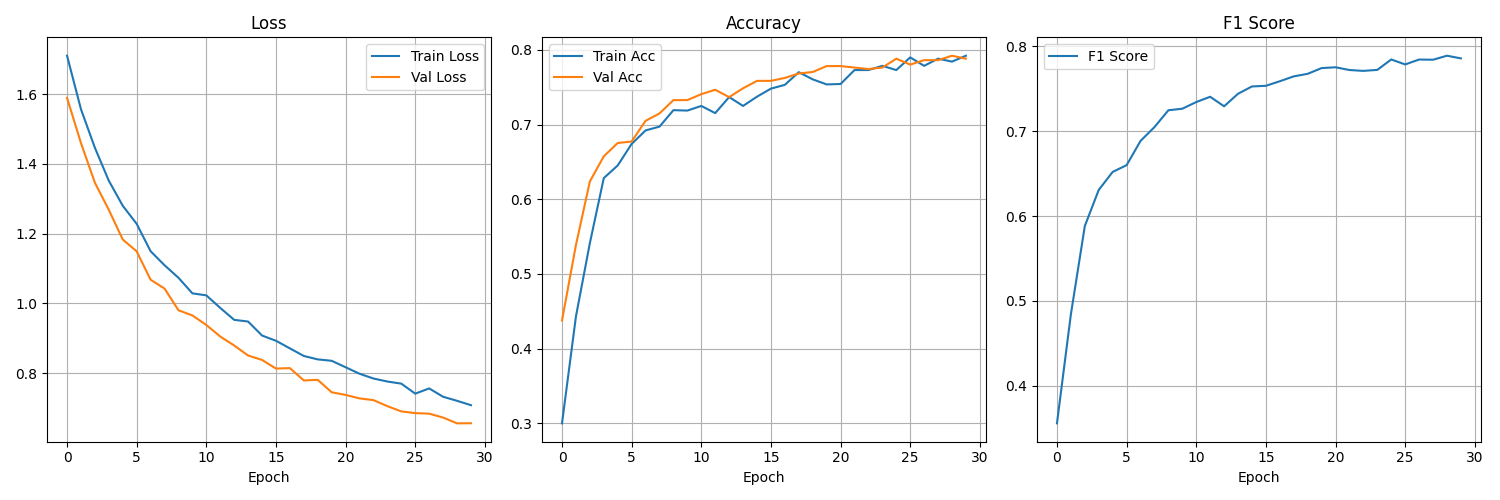 Loss
Train Loss
Val Loss
1.6
1.4
1.2
1.0
0.8
0 5 10 15 20 25 30
Epoch
Accuracy
Train Acc
Val Acc
0.8
0.7
0.6
0.5
0.4
0.3
0 5 10 15 20 25 30
Epoch
F1 Score
F1 Score
0.8
0.7
0.6
0.5
0.4
0 5 10 15 20 25 30
Epoch